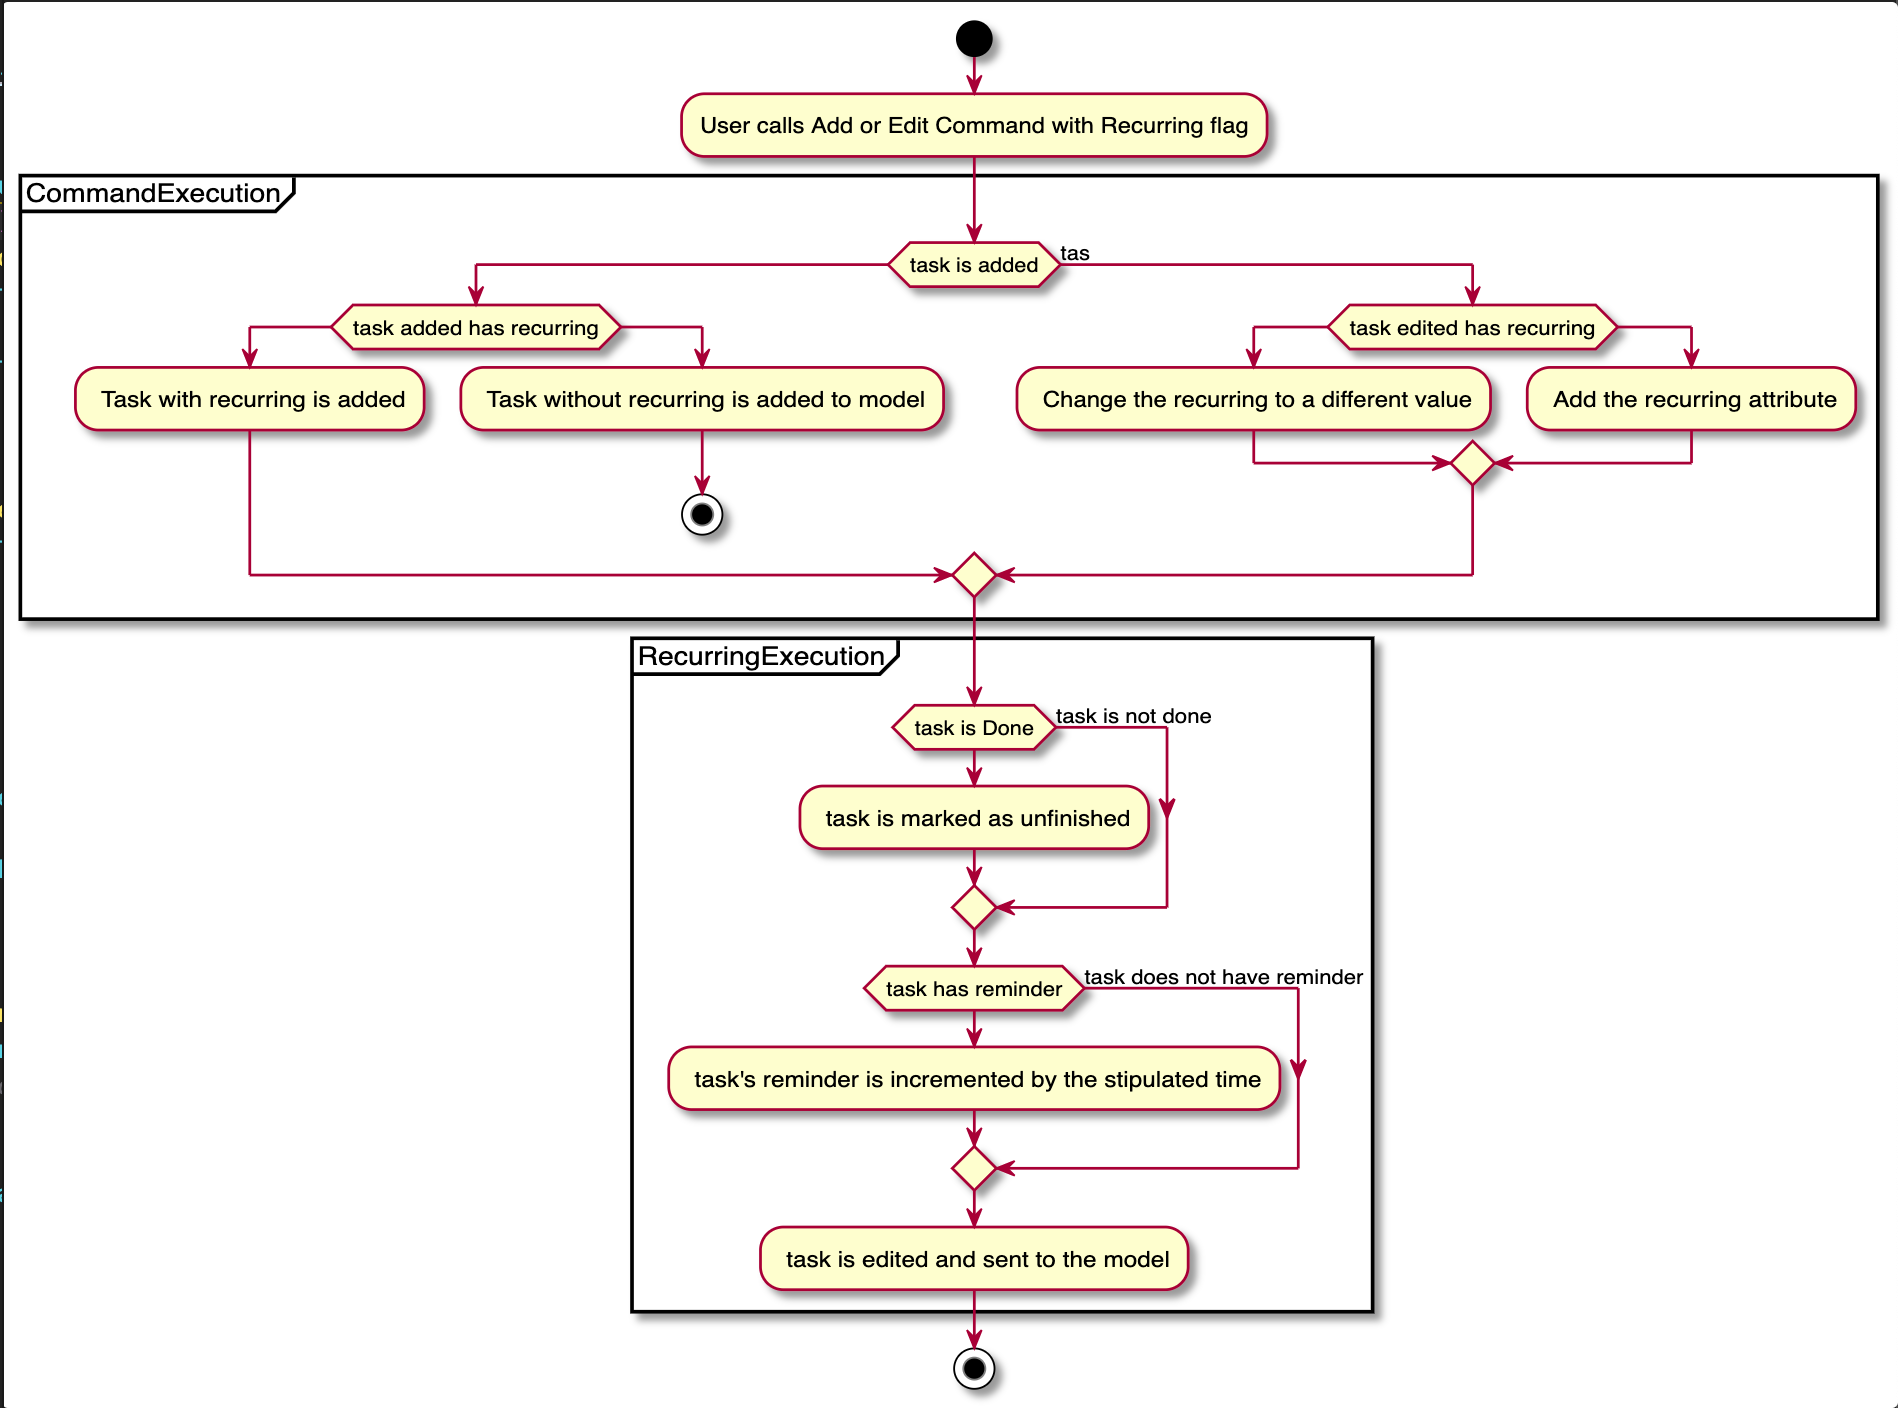 User calls Add or Edit Command with Recurring flag
CommandExecution
task is added
tas
task added has recurring
task edited has recurring
Task with recurring is added
Task without recurring is added to model
Change the recurring to a different value
Add the recurring attribute
RecurringExecution
task is Done
task is not done
task is marked as unfinished
task has reminder
task does not have reminder
task's reminder is incremented by the stipulated time
task is edited and sent to the model